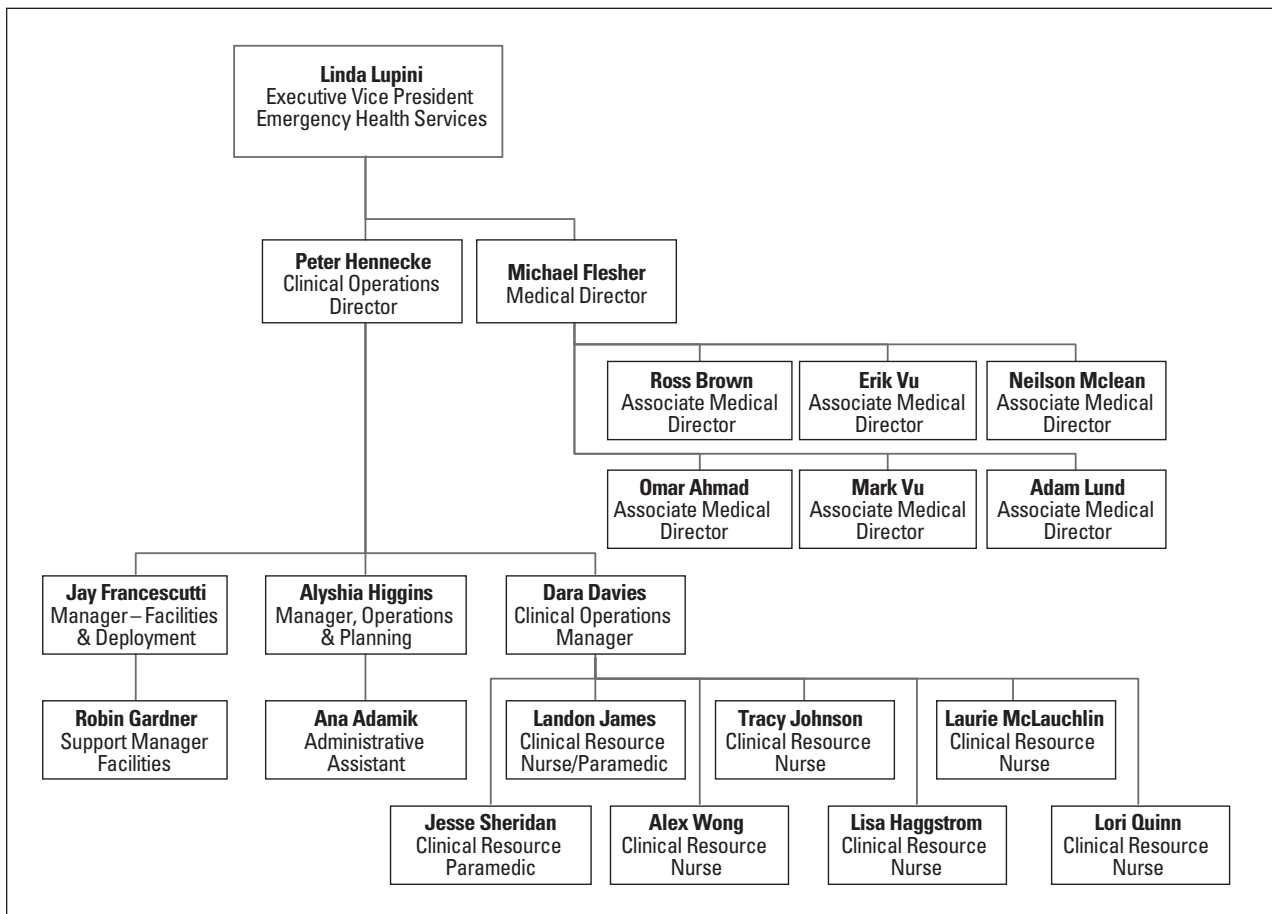 Linda Lupini
Executive Vice President
Emergency Health Services
Peter Hennecke
Clinical Operations
Director
Michael Flesher
Medical Director
Ross Brown
Associate Medical
Director
Erik Vu
Associate Medical
Director
Neilson Mclean
Associate Medical
Director
Omar Ahmad
Associate Medical
Director
Mark Vu
Associate Medical
Director
Adam Lund
Associate Medical
Director
Jay Francescutti
Manager – Facilities
& Deployment
Alyshia Higgins
Manager, Operations
& Planning
Dara Davies
Clinical Operations
Manager
Robin Gardner
Support Manager
Facilities
Ana Adamik
Administrative
Assistant
Landon James
Clinical Resource
Nurse/Paramedic
Tracy Johnson
Clinical Resource
Nurse
Laurie McLauchlin
Clinical Resource
Nurse
Jesse Sheridan
Clinical Resource
Paramedic
Alex Wong
Clinical Resource
Nurse
Lisa Haggstrom
Clinical Resource
Nurse
Lori Quinn
Clinical Resource
Nurse